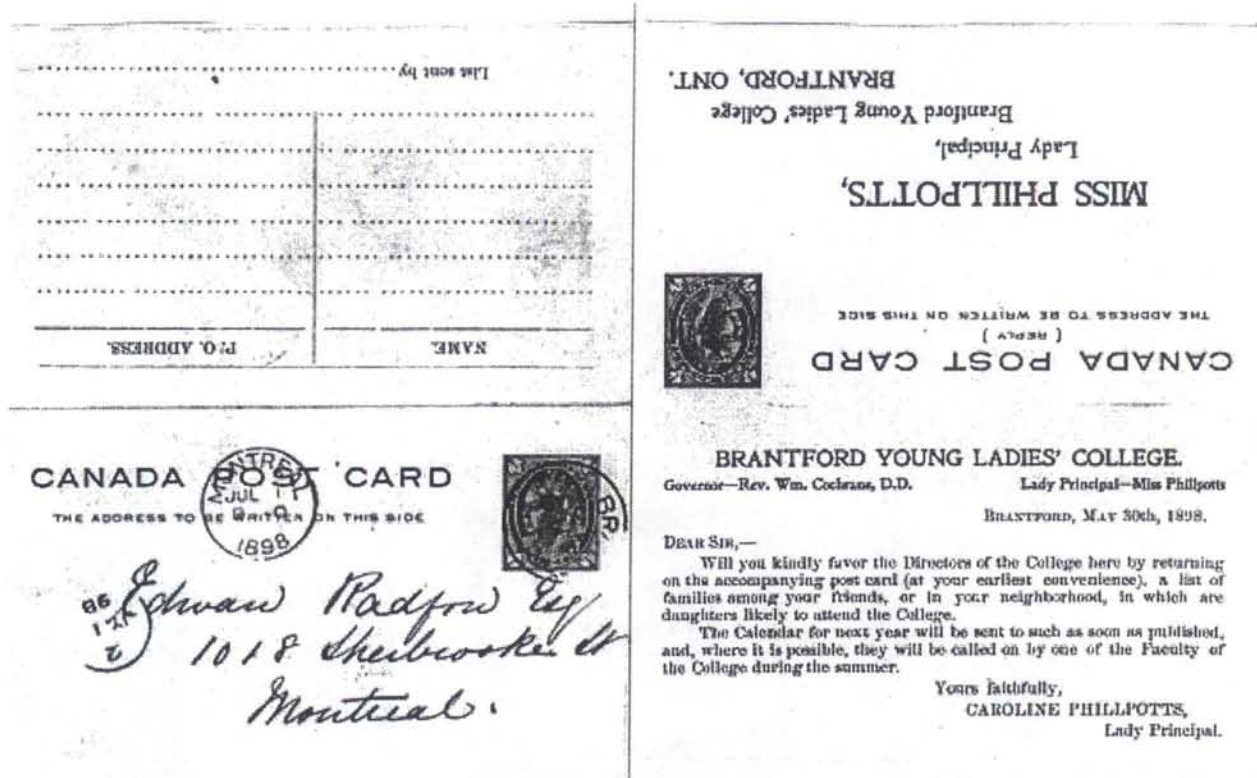 List sent by
P.O. ADDRESS. NAME.
CANADA POST CARD
THE ADDRESS TO BE WRITTEN ON THIS SIDE
MONTREAL
JUL 1
1898
BR
Edwan Radford Esq
1018 Sherbrooke St
Montreal.
BRANTFORD, ONT.
Brantford Young Ladies' College
Lady Principal,
MISS PHILLPOTTS,
THE ADDRESS TO BE WRITTEN ON THIS SIDE
( REPLY )
CANADA POST CARD
BRANTFORD YOUNG LADIES' COLLEGE.
Governor—Rev. Wm. Cochrane, D.D. Lady Principal—Miss Phillpotts
BRANTFORD, MAY 30th, 1898.
DEAR SIR,—
Will you kindly favor the Directors of the College here by returning
on the accompanying post card (at your earliest convenience), a list of
families among your friends, or in your neighborhood, in which are
daughters likely to attend the College.
The Calendar for next year will be sent to such as soon as published,
and, where it is possible, they will be called on by one of the Faculty of
the College during the summer.
Yours faithfully,
CAROLINE PHILLPOTTS,
Lady Principal.